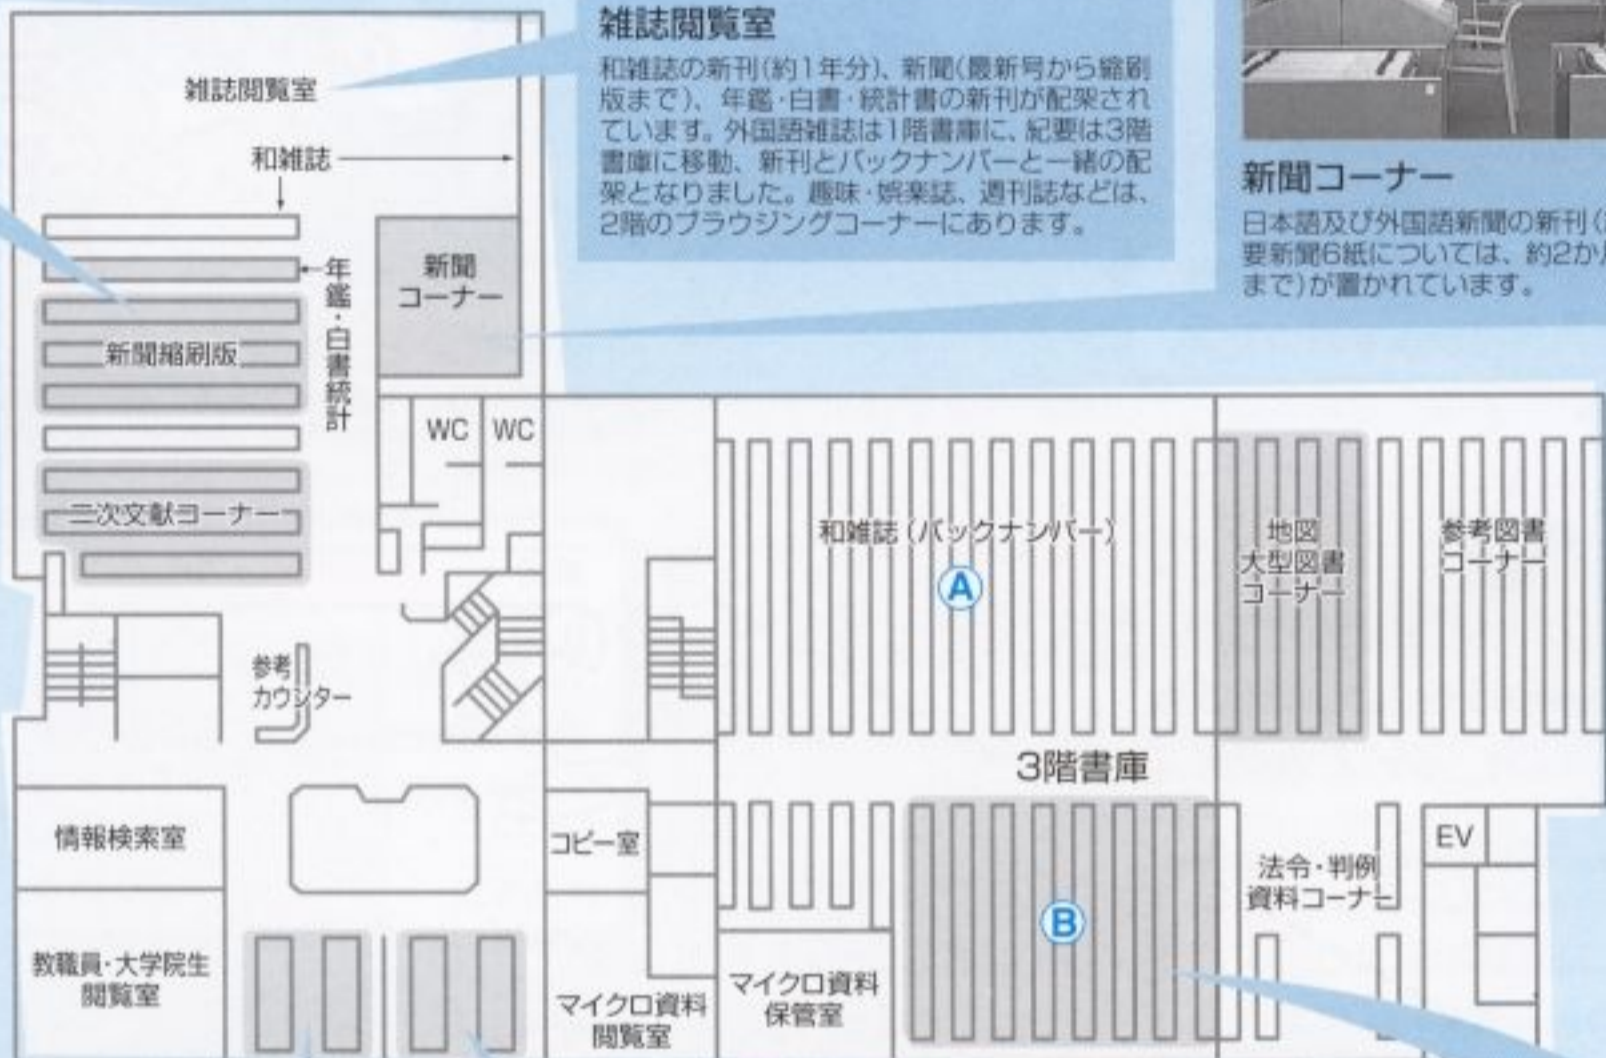 雑誌閲覧室
和雑誌の新刊(約1年分)、新聞(最新号から縮刷
版まで)、年鑑・白書・統計書の新刊が配架され
ています。外国語雑誌は1階書庫に、紀要は3階
書庫に移動、新刊とバックナンバーと一緒の配
架となりました。趣味・娯楽誌、週刊誌などは、
2階のブラウジングコーナーにあります。
新聞コーナー
日本語及び外国語新聞の新刊
要新聞6紙については、約2か
まで)が置かれています。
雑誌閲覧室
和雑誌
年鑑・白書統計
新聞
コーナー
新聞縮刷版
二次文献コーナー
WC
WC
和雑誌(バックナンバー)
A
地図
大型図書
コーナー
参考図書
コーナー
参考
カウンター
3階書庫
情報検索室
コピー室
EV
法令・判例
資料コーナー
B
教職員・大学院生
閲覧室
マイクロ資料
閲覧室
マイクロ資料
保管室